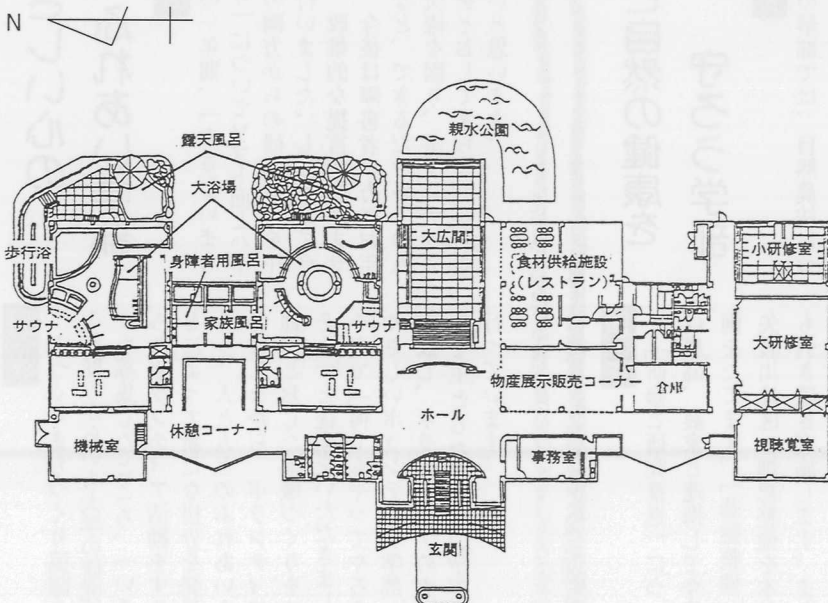 N
親水公園
露天風呂
大浴場
大広間
小研修室
歩行浴
身障者用風呂
食材供給施設
（レストラン）
サウナ
家族風呂
サウナ
大研修室
物産展示販売コーナー
倉庫
ホール
機械室
休憩コーナー
事務室
視聴覚室
玄関